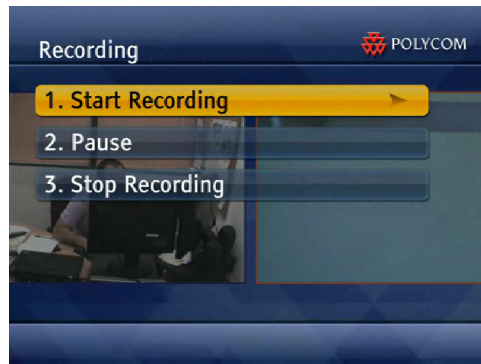 Recording
POLYCOM
1. Start Recording
2. Pause
3. Stop Recording